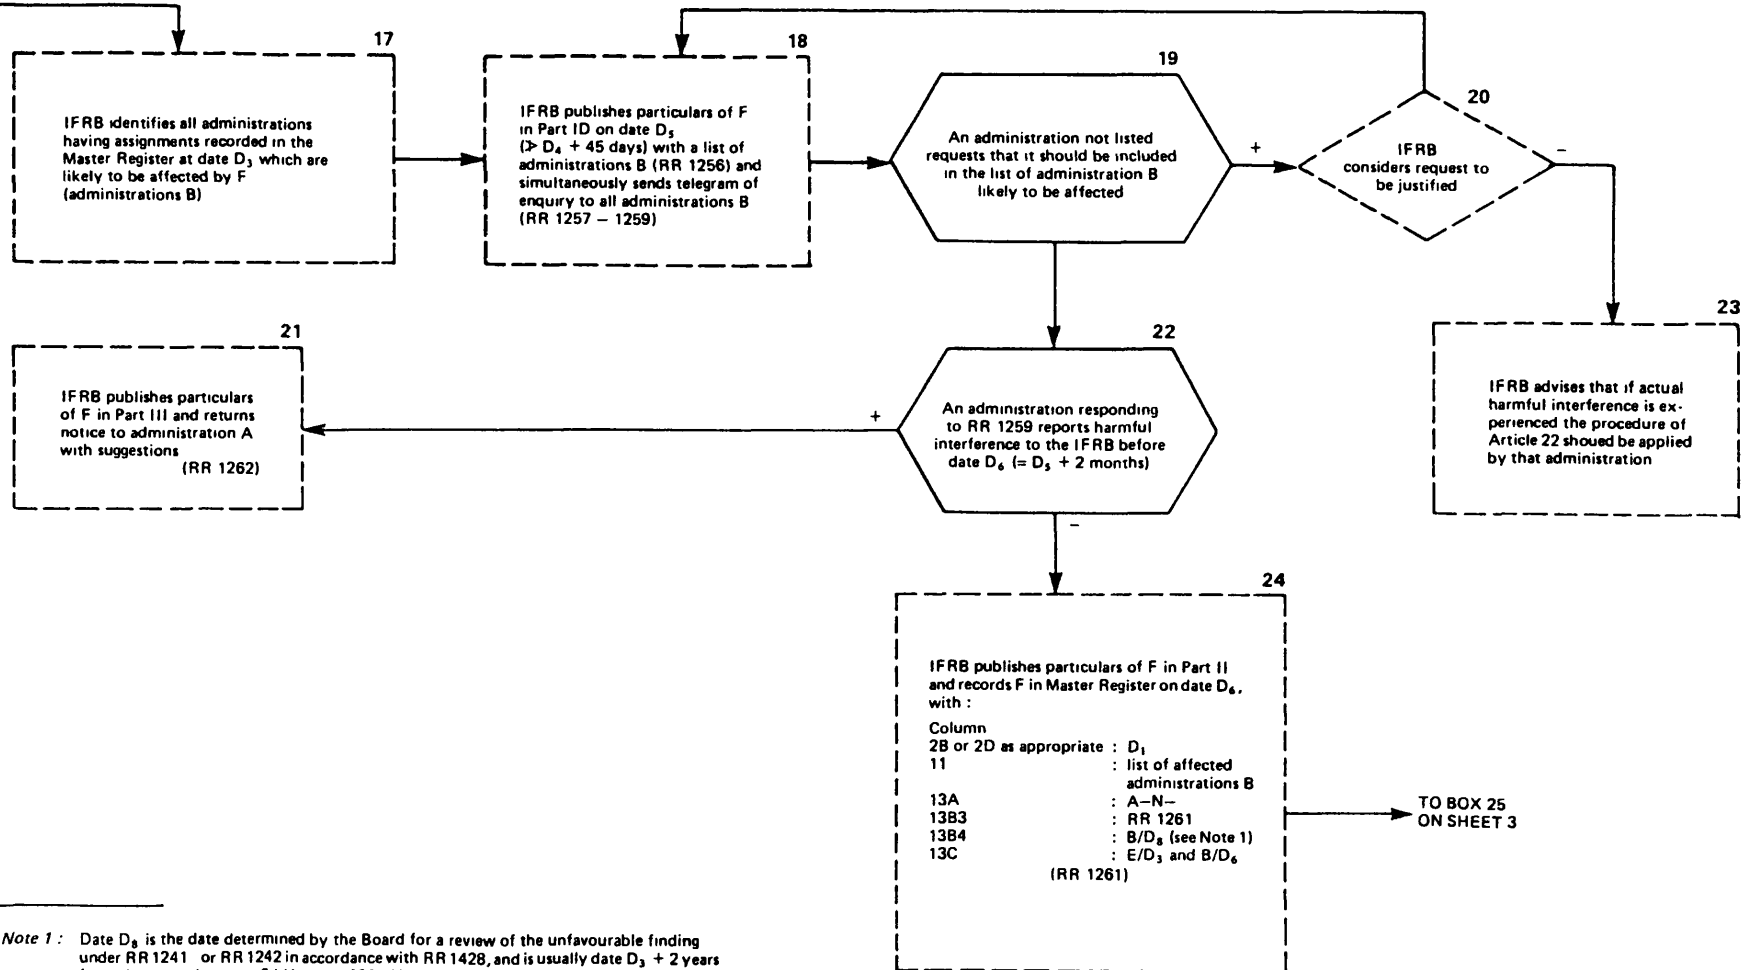 17
IFRB identifies all administrations
having assignments recorded in the
Master Register at date D₃ which are
likely to be affected by F
(administrations B)
18
IFRB publishes particulars of F
in Part ID on date D₅
(≯ D₄ + 45 days) with a list of
administrations B (RR 1256) and
simultaneously sends telegram of
enquiry to all administrations B
(RR 1257 – 1259)
19
An administration not listed
requests that it should be included
in the list of administration B
likely to be affected
+
20
IFRB
considers request to
be justified
–
21
IFRB publishes particulars
of F in Part III and returns
notice to administration A
with suggestions
(RR 1262)
+
22
An administration responding
to RR 1259 reports harmful
interference to the IFRB before
date D₆ (= D₅ + 2 months)
–
23
IFRB advises that if actual
harmful interference is ex-
perienced the procedure of
Article 22 shoued be applied
by that administration
24
IFRB publishes particulars of F in Part II
and records F in Master Register on date D₆,
with :
Column
2B or 2D as appropriate : D₁
11 : list of affected
administrations B
13A : A–N–
13B3 : RR 1261
13B4 : B/D₈ (see Note 1)
13C : E/D₃ and B/D₆
(RR 1261)
TO BOX 25
ON SHEET 3
Note 1 : Date D₈ is the date determined by the Board for a review of the unfavourable finding
under RR 1241 or RR 1242 in accordance with RR 1428, and is usually date D₃ + 2 years